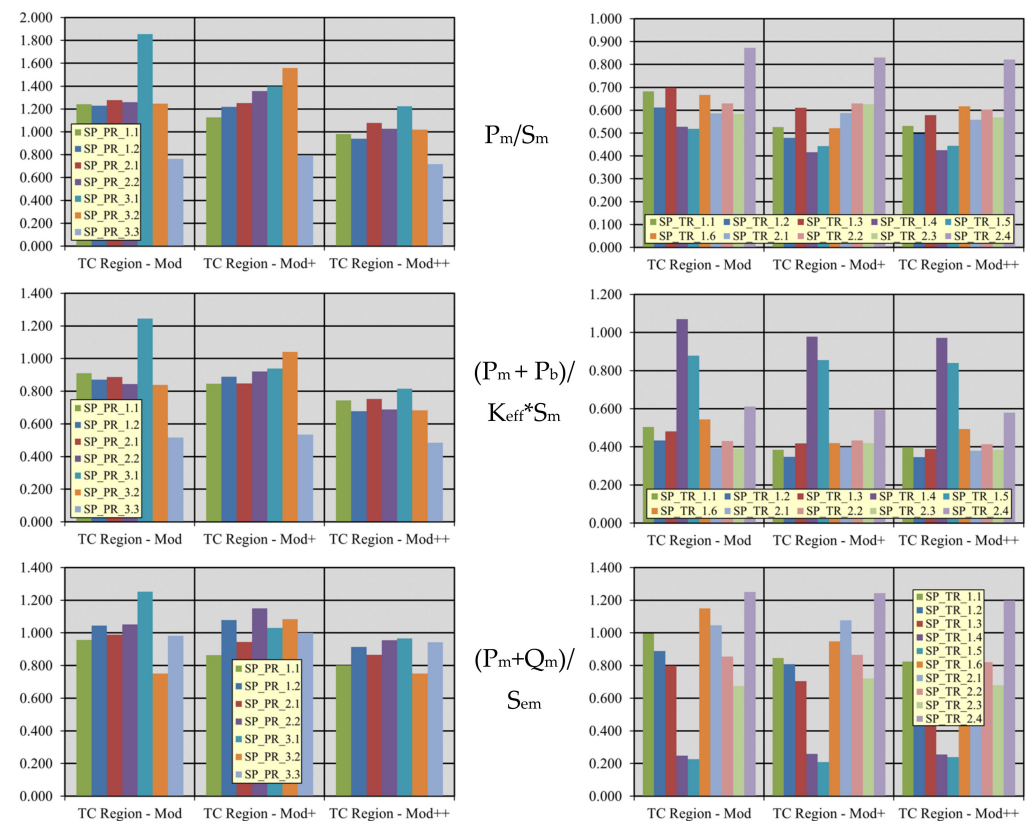 2.000
1.800
1.600
1.400
1.200
1.000
0.800
0.600
0.400
0.200
0.000
SP_PR_1.1
SP_PR_1.2
SP_PR_2.1
SP_PR_2.2
SP_PR_3.1
SP_PR_3.2
SP_PR_3.3
TC Region - Mod TC Region - Mod+ TC Region - Mod++
Pm/Sm
1.000
0.900
0.800
0.700
0.600
0.500
0.400
0.300
0.200
0.100
0.000
SP_TR_1.1 SP_TR_1.2 SP_TR_1.3 SP_TR_1.4 SP_TR_1.5
SP_TR_1.6 SP_TR_2.1 SP_TR_2.2 SP_TR_2.3 SP_TR_2.4
TC Region - Mod TC Region - Mod+ TC Region - Mod++
1.400
1.200
1.000
0.800
0.600
0.400
0.200
0.000
SP_PR_1.1
SP_PR_1.2
SP_PR_2.1
SP_PR_2.2
SP_PR_3.1
SP_PR_3.2
SP_PR_3.3
TC Region - Mod TC Region - Mod+ TC Region - Mod++
(Pm + Pb)/
Keff*Sm
1.200
1.000
0.800
0.600
0.400
0.200
0.000
SP_TR_1.1 SP_TR_1.2 SP_TR_1.3 SP_TR_1.4 SP_TR_1.5
SP_TR_1.6 SP_TR_2.1 SP_TR_2.2 SP_TR_2.3 SP_TR_2.4
TC Region - Mod TC Region - Mod+ TC Region - Mod++
1.400
1.200
1.000
0.800
0.600
0.400
0.200
0.000
SP_PR_1.1
SP_PR_1.2
SP_PR_2.1
SP_PR_2.2
SP_PR_3.1
SP_PR_3.2
SP_PR_3.3
TC Region - Mod TC Region - Mod+ TC Region - Mod++
(Pm+Qm)/
Sem
1.400
1.200
1.000
0.800
0.600
0.400
0.200
0.000
SP_TR_1.1
SP_TR_1.2
SP_TR_1.3
SP_TR_1.4
SP_TR_1.5
SP_TR_1.6
SP_TR_2.1
SP_TR_2.2
SP_TR_2.3
SP_TR_2.4
TC Region - Mod TC Region - Mod+ TC Region - Mod++